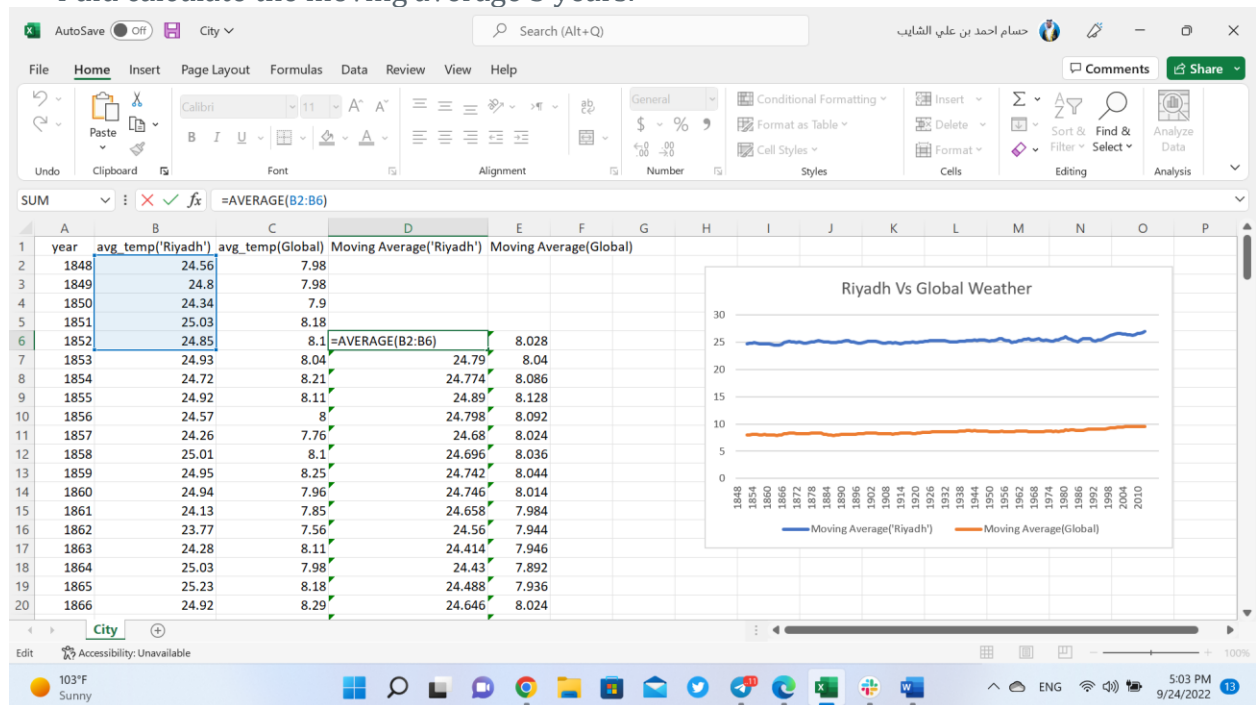 AutoSave Off City Search (Alt+Q) حسام احمد بن علي الشايب
File Home Insert Page Layout Formulas Data Review View Help Comments Share
Paste Calibri 11 General Conditional Formatting Format as Table Cell Styles Insert Delete Format Sort & Filter Find & Select Analyze Data
Undo Clipboard Font Alignment Number Styles Cells Editing Analysis
SUM fx =AVERAGE(B2:B6)
A B C D E F G H I J K L M N O P
1 year avg_temp('Riyadh') avg_temp(Global) Moving Average('Riyadh') Moving Average(Global)
2 1848 24.56 7.98
3 1849 24.8 7.98
4 1850 24.34 7.9
5 1851 25.03 8.18
6 1852 24.85 8.1 =AVERAGE(B2:B6) 8.028
7 1853 24.93 8.04 24.79 8.04
8 1854 24.72 8.21 24.774 8.086
9 1855 24.92 8.11 24.89 8.128
10 1856 24.57 8 24.798 8.092
11 1857 24.26 7.76 24.68 8.024
12 1858 25.01 8.1 24.696 8.036
13 1859 24.95 8.25 24.742 8.044
14 1860 24.94 7.96 24.746 8.014
15 1861 24.13 7.85 24.658 7.984
16 1862 23.77 7.56 24.56 7.944
17 1863 24.28 8.11 24.414 7.946
18 1864 25.03 7.98 24.43 7.892
19 1865 25.23 8.18 24.488 7.936
20 1866 24.92 8.29 24.646 8.024
Riyadh Vs Global Weather
30
25
20
15
10
5
0
1848 1854 1860 1866 1872 1878 1884 1890 1896 1902 1908 1914 1920 1926 1932 1938 1944 1950 1956 1962 1968 1974 1980 1986 1992 1998 2004 2010
Moving Average('Riyadh') Moving Average(Global)
City
Edit Accessibility: Unavailable 100%
103°F
Sunny
ENG 5:03 PM
9/24/2022 13